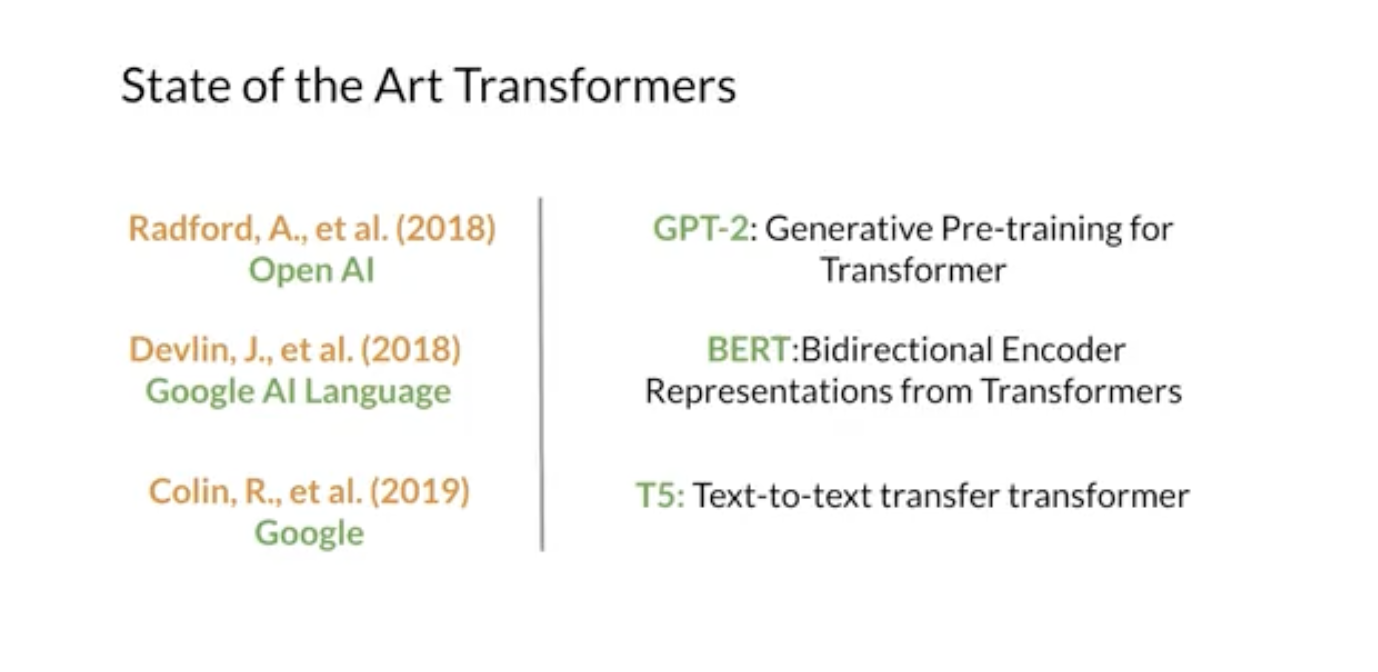 State of the Art Transformers
Radford, A., et al. (2018)
Open AI
GPT-2: Generative Pre-training for
Transformer
Devlin, J., et al. (2018)
Google AI Language
BERT:Bidirectional Encoder
Representations from Transformers
Colin, R., et al. (2019)
Google
T5: Text-to-text transfer transformer